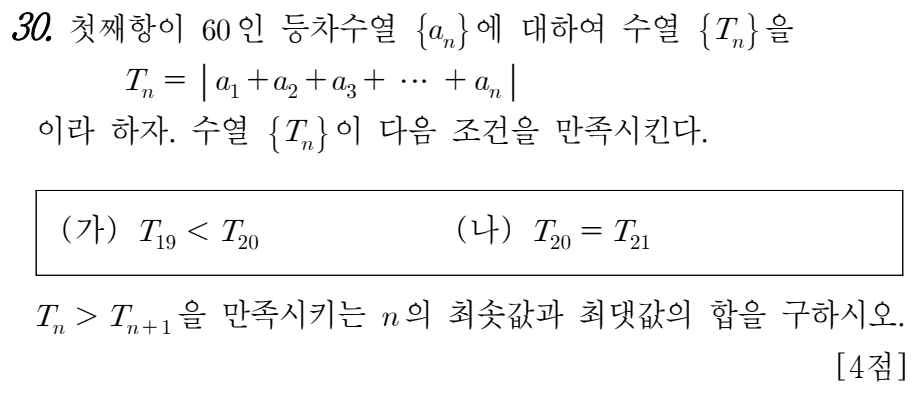 30. 첫째항이 60인 등차수열 {aₙ}에 대하여 수열 {Tₙ}을
Tₙ = | a₁ + a₂ + a₃ + ⋯ + aₙ |
이라 하자. 수열 {Tₙ}이 다음 조건을 만족시킨다.
(가) T₁₉ < T₂₀ (나) T₂₀ = T₂₁
Tₙ > Tₙ₊₁을 만족시키는 n의 최솟값과 최댓값의 합을 구하시오.
[4점]